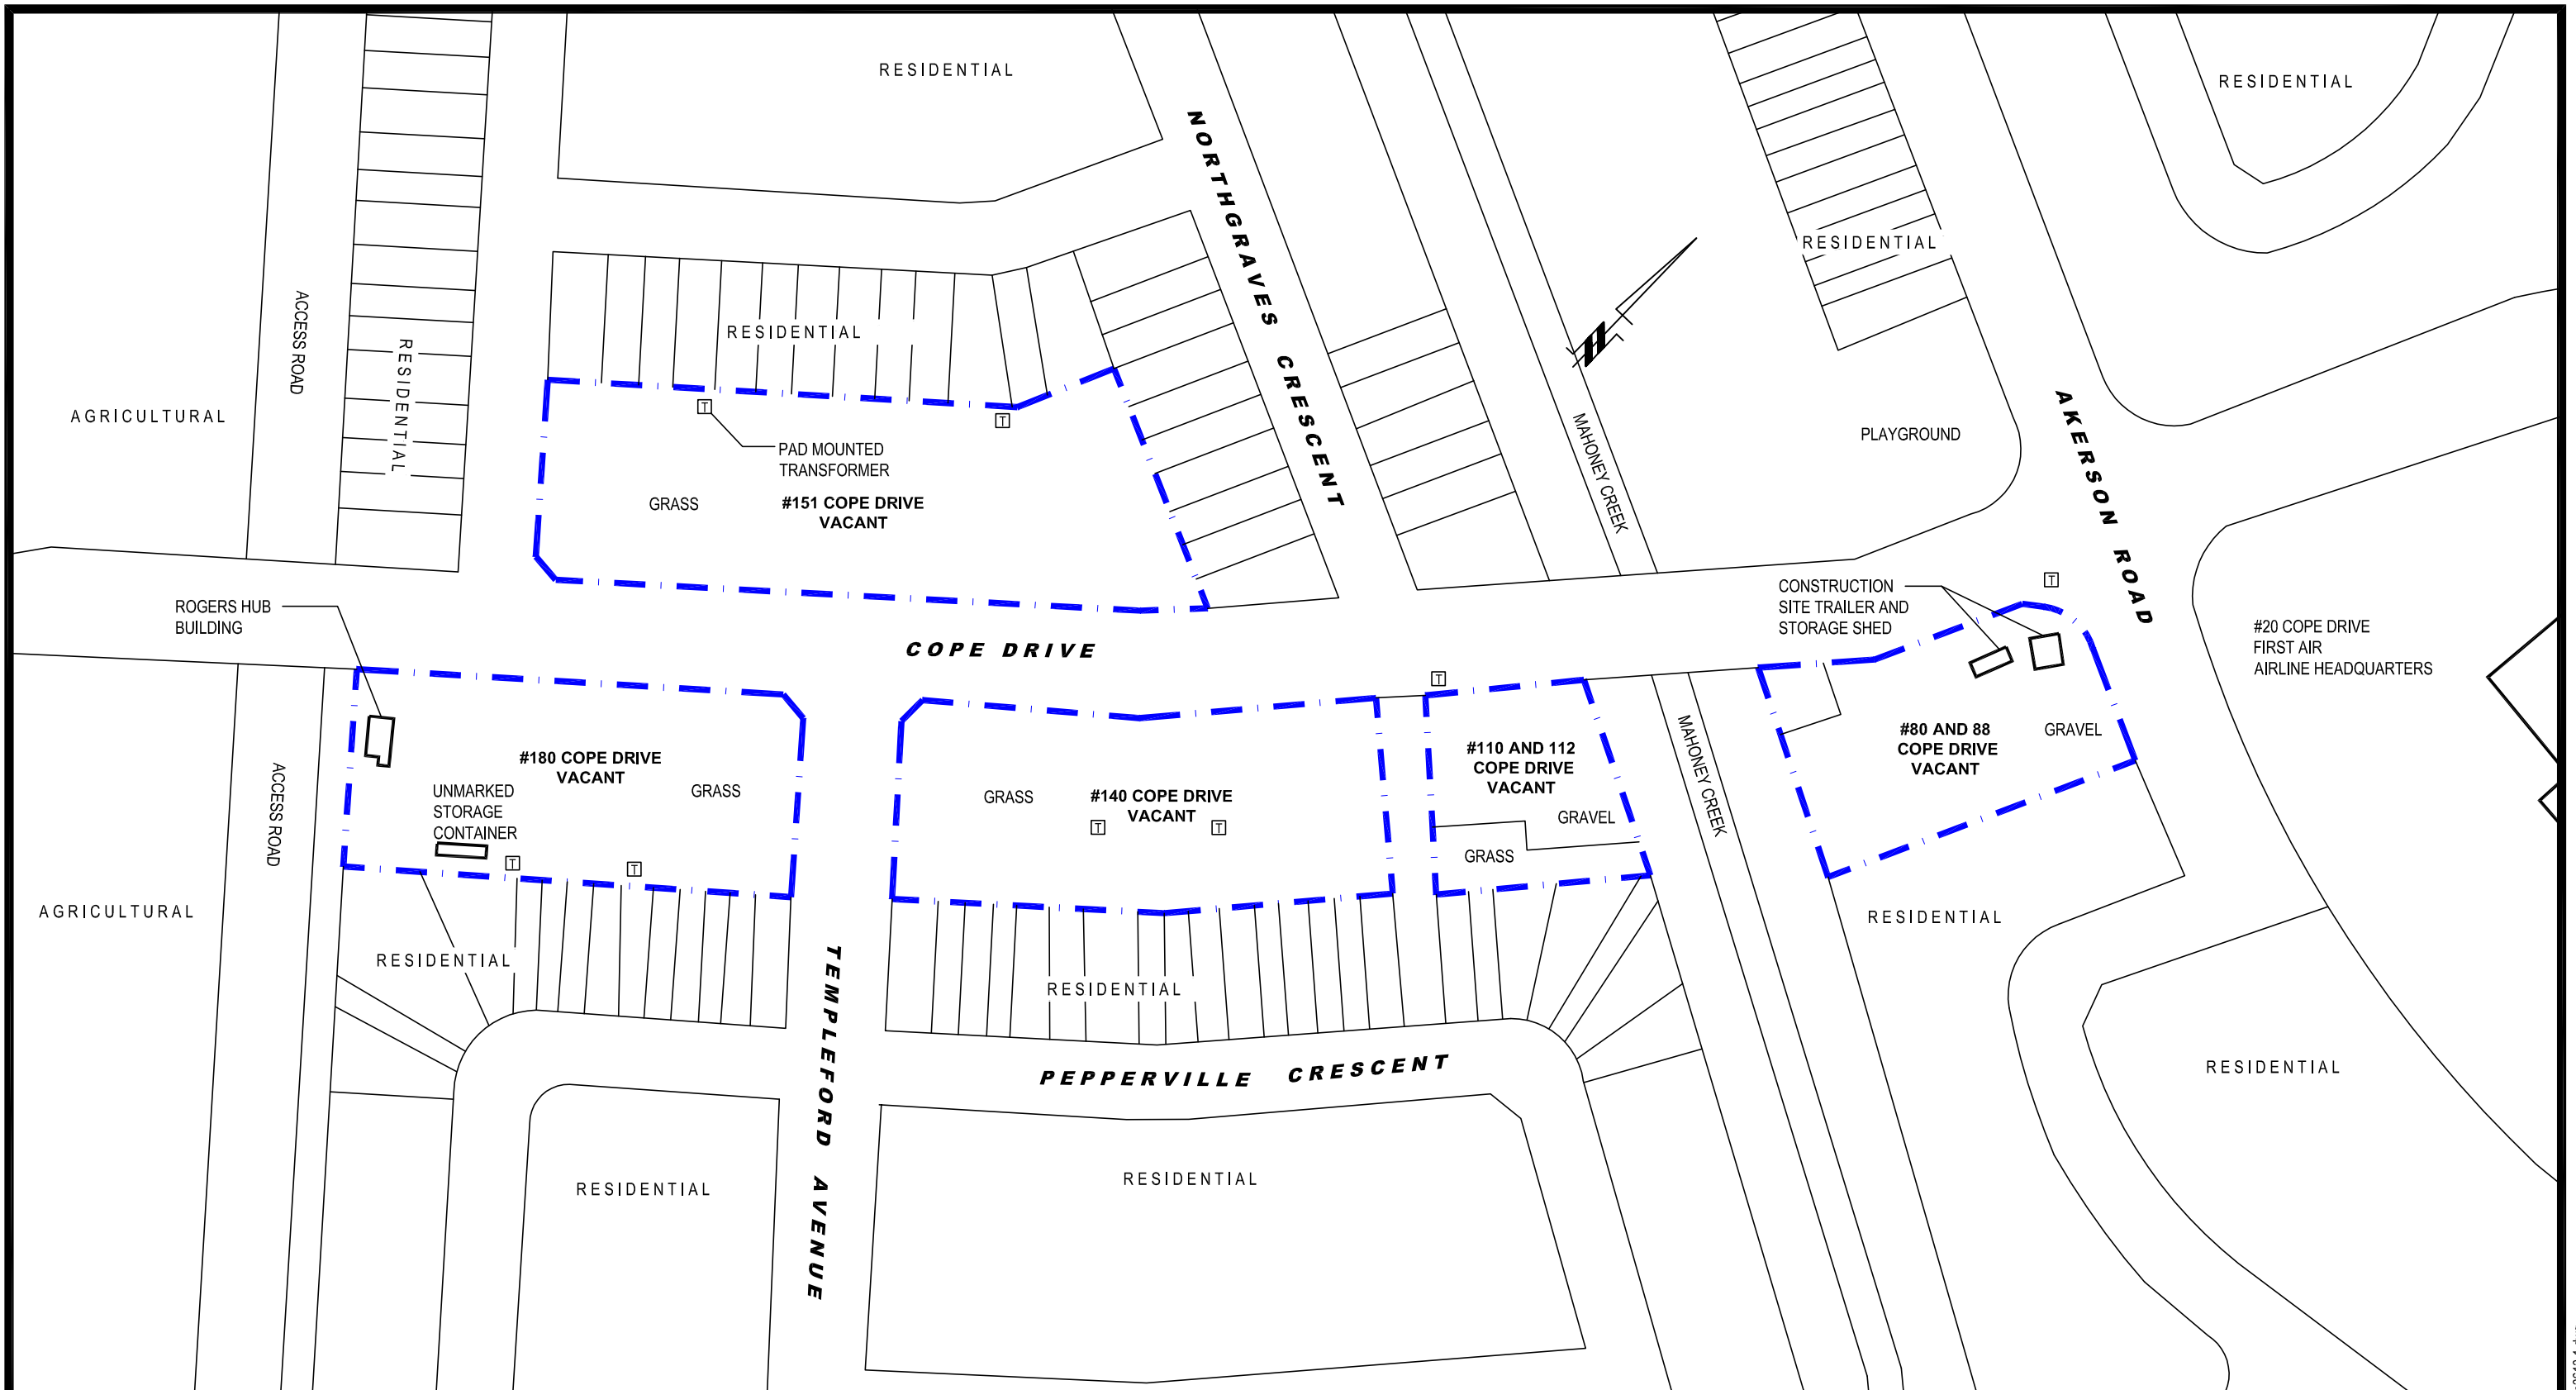 RESIDENTIAL
RESIDENTIAL
NORTHGRAVES CRESCENT
RESIDENTIAL
ACCESS ROAD
RESIDENTIAL
RESIDENTIAL
AGRICULTURAL
MAHONEY CREEK
PLAYGROUND
AKERSON ROAD
T
T
PAD MOUNTED
TRANSFORMER
GRASS
#151 COPE DRIVE
VACANT
ROGERS HUB
BUILDING
COPE DRIVE
CONSTRUCTION
SITE TRAILER AND
STORAGE SHED
T
#20 COPE DRIVE
FIRST AIR
AIRLINE HEADQUARTERS
T
ACCESS ROAD
#180 COPE DRIVE
VACANT
UNMARKED
STORAGE
CONTAINER
GRASS
T
T
GRASS
#140 COPE DRIVE
VACANT
T
T
#110 AND 112
COPE DRIVE
VACANT
GRAVEL
GRASS
MAHONEY CREEK
#80 AND 88
COPE DRIVE
VACANT
GRAVEL
AGRICULTURAL
RESIDENTIAL
RESIDENTIAL
RESIDENTIAL
TEMPLEFORD AVENUE
PEPPERVILLE CRESCENT
RESIDENTIAL
RESIDENTIAL
RESIDENTIAL